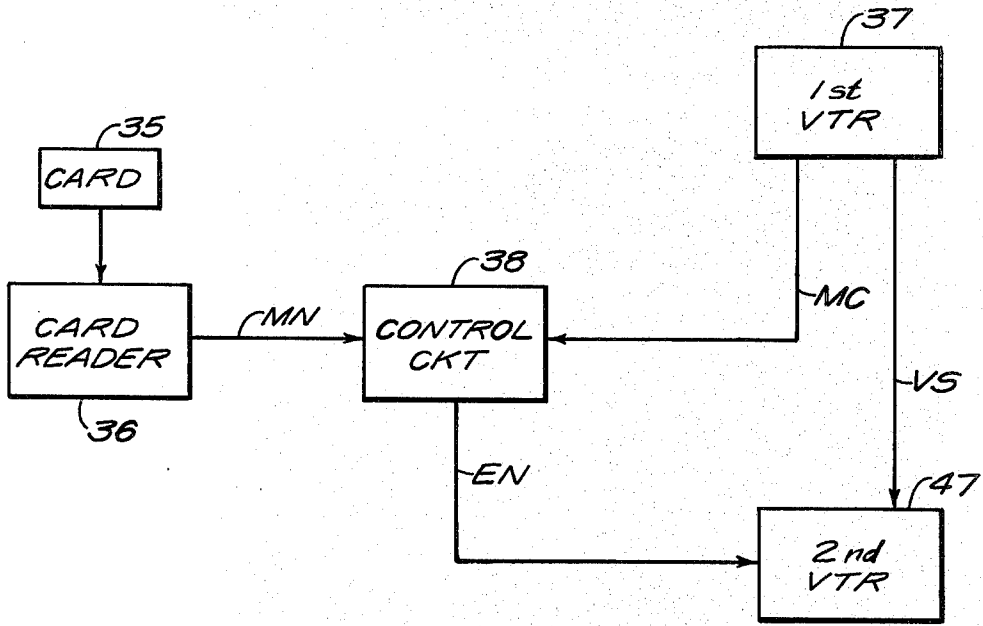 37
1st
VTR
35
CARD
38
CARD
READER
MN
CONTROL
CKT
MC
VS
36
EN
47
2nd
VTR